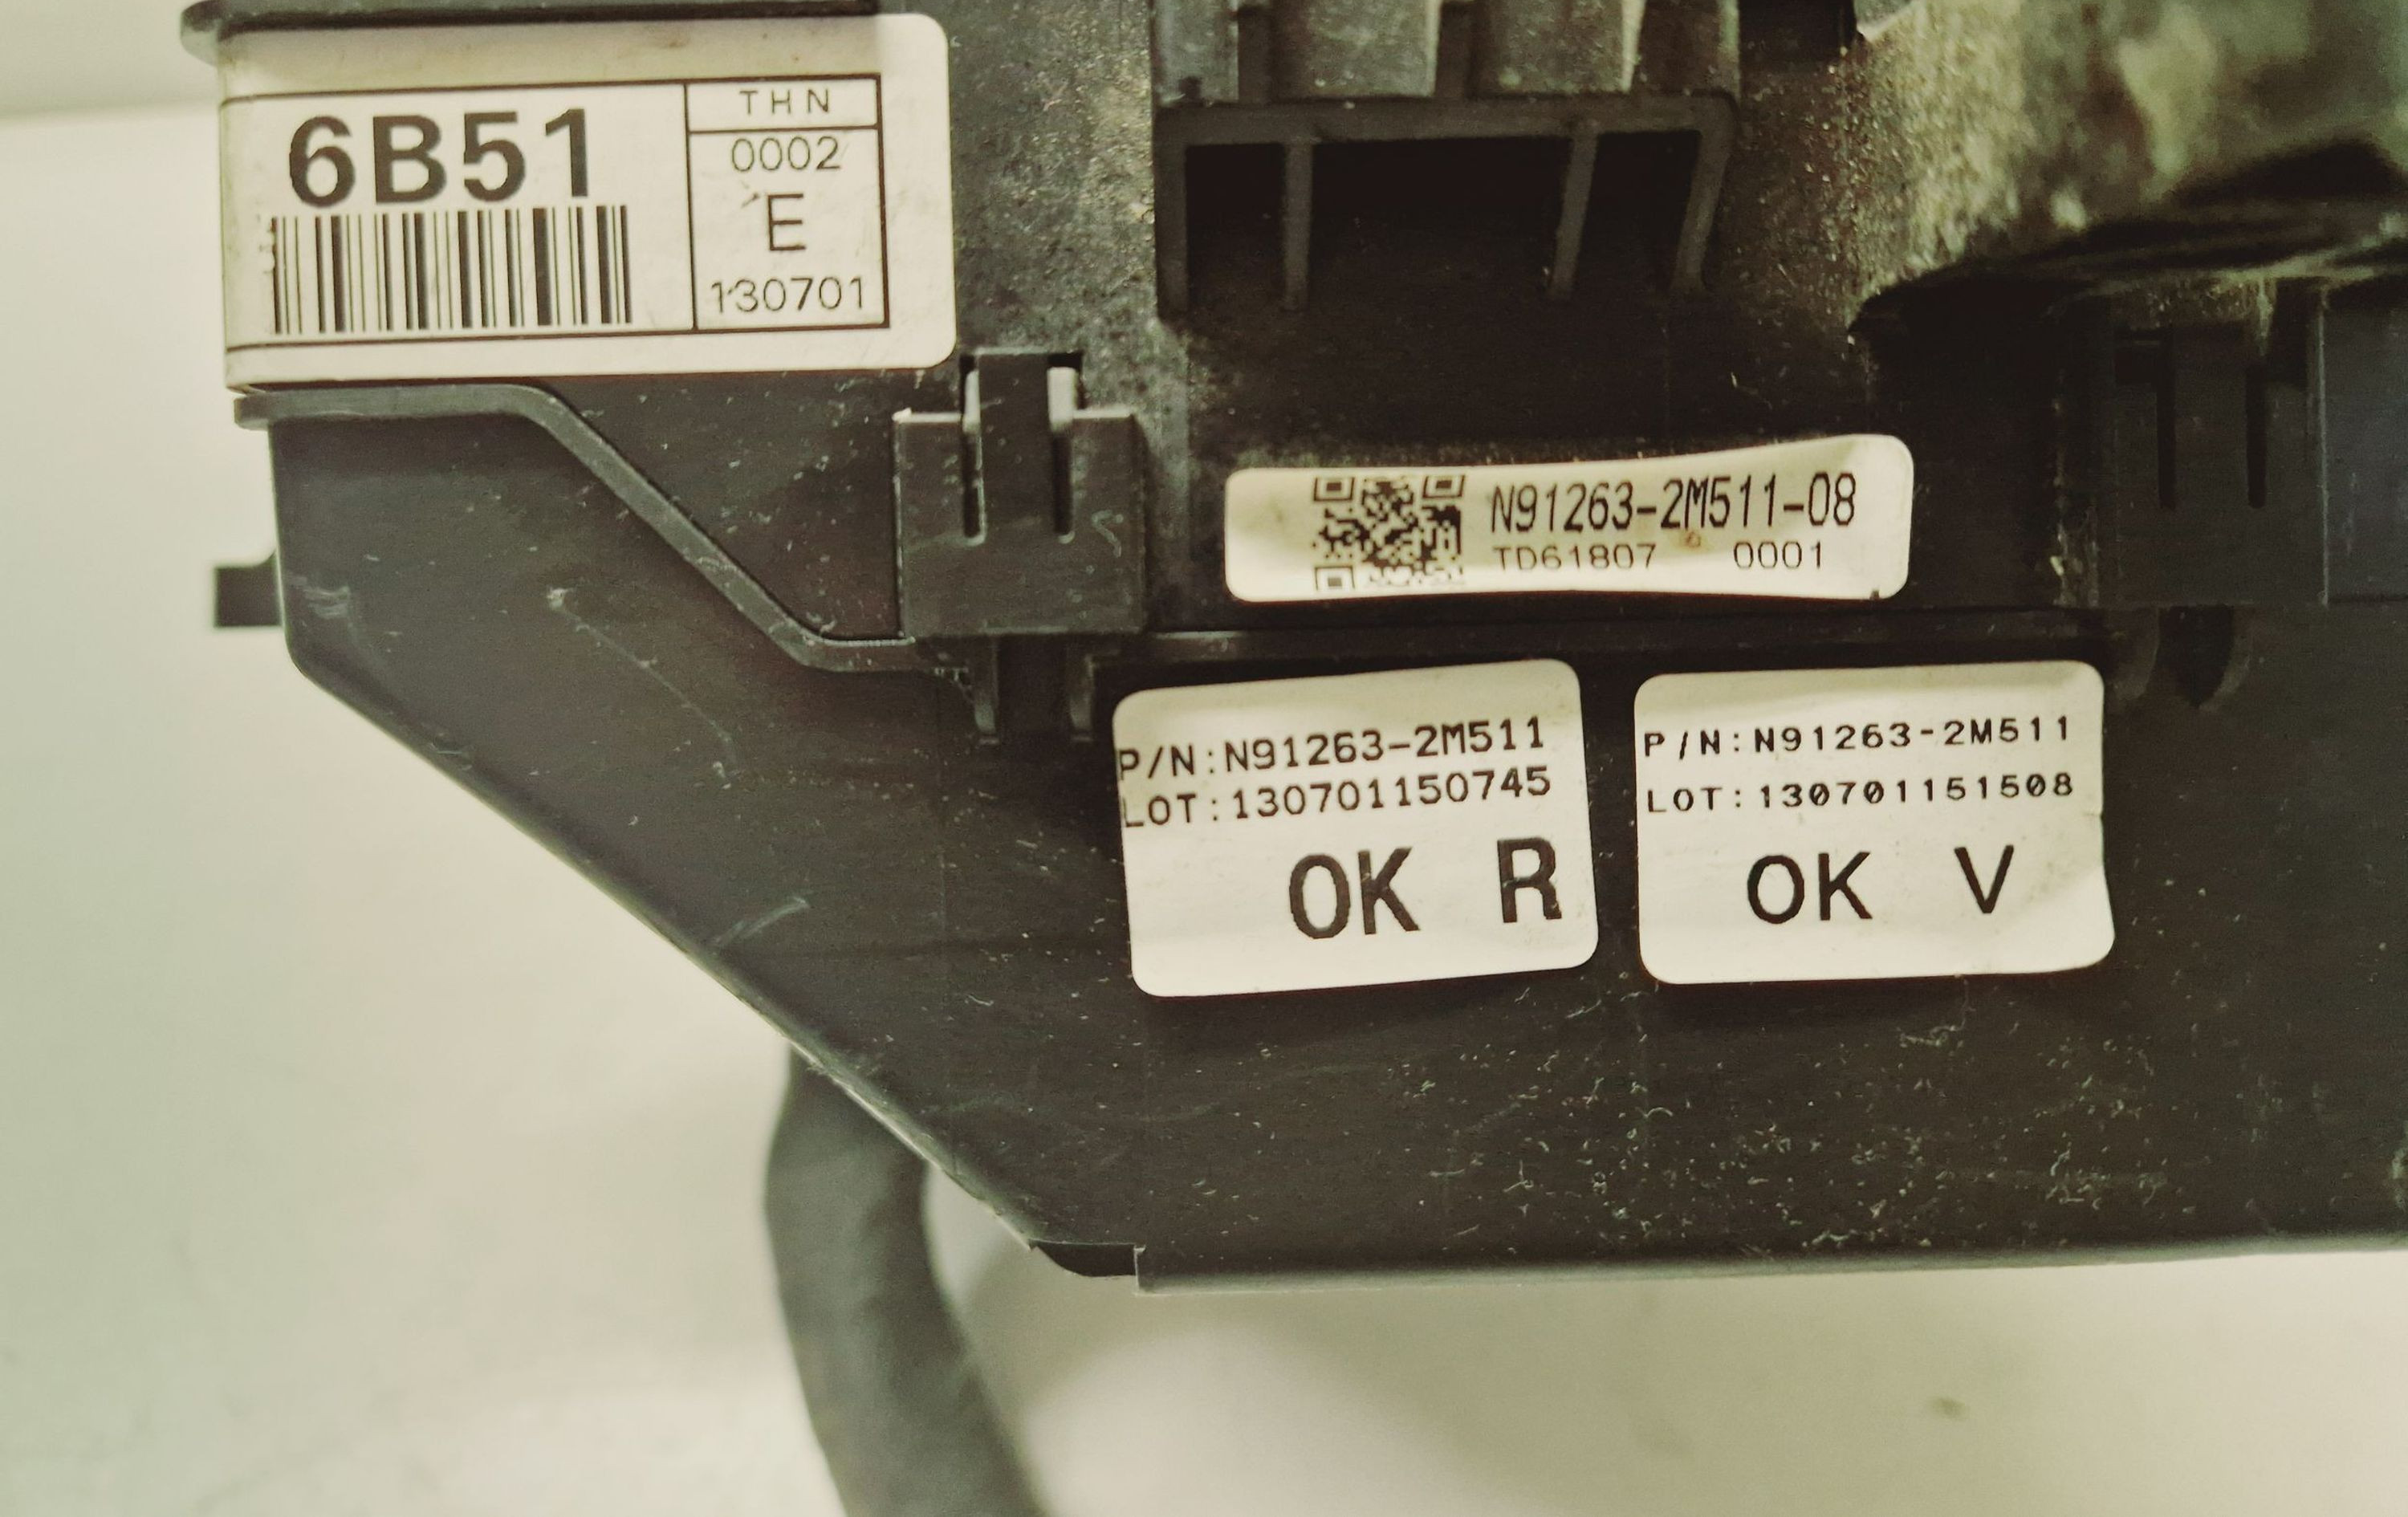 6B51
THN
0002
E
130701
N91263-2M511-08
TD61807 0001
P/N:N91263-2M511
LOT:130701150745
OK R
P/N:N91263-2M511
LOT:130701151508
OK V